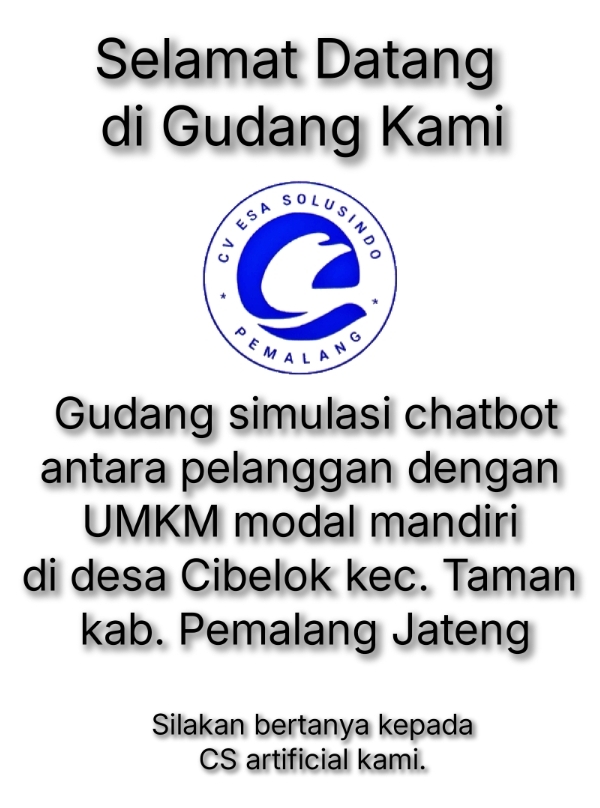 Selamat Datang
di Gudang Kami
CV ESA SOLUSINDO
* PEMALANG *
Gudang simulasi chatbot
antara pelanggan dengan
UMKM modal mandiri
di desa Cibelok kec. Taman
kab. Pemalang Jateng
Silakan bertanya kepada
CS artificial kami.